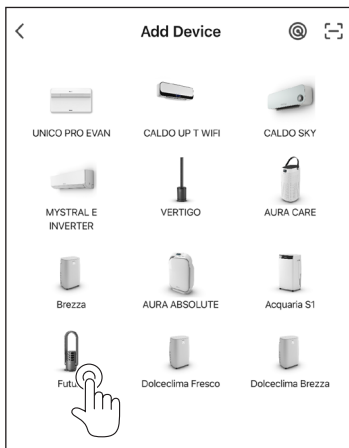 Add Device
UNICO PRO EVAN
CALDO UP T WIFI
CALDO SKY
MYSTRAL E
INVERTER
VERTIGO
AURA CARE
Brezza
AURA ABSOLUTE
Acquaria S1
Dolceclima Fresco
Dolceclima Brezza